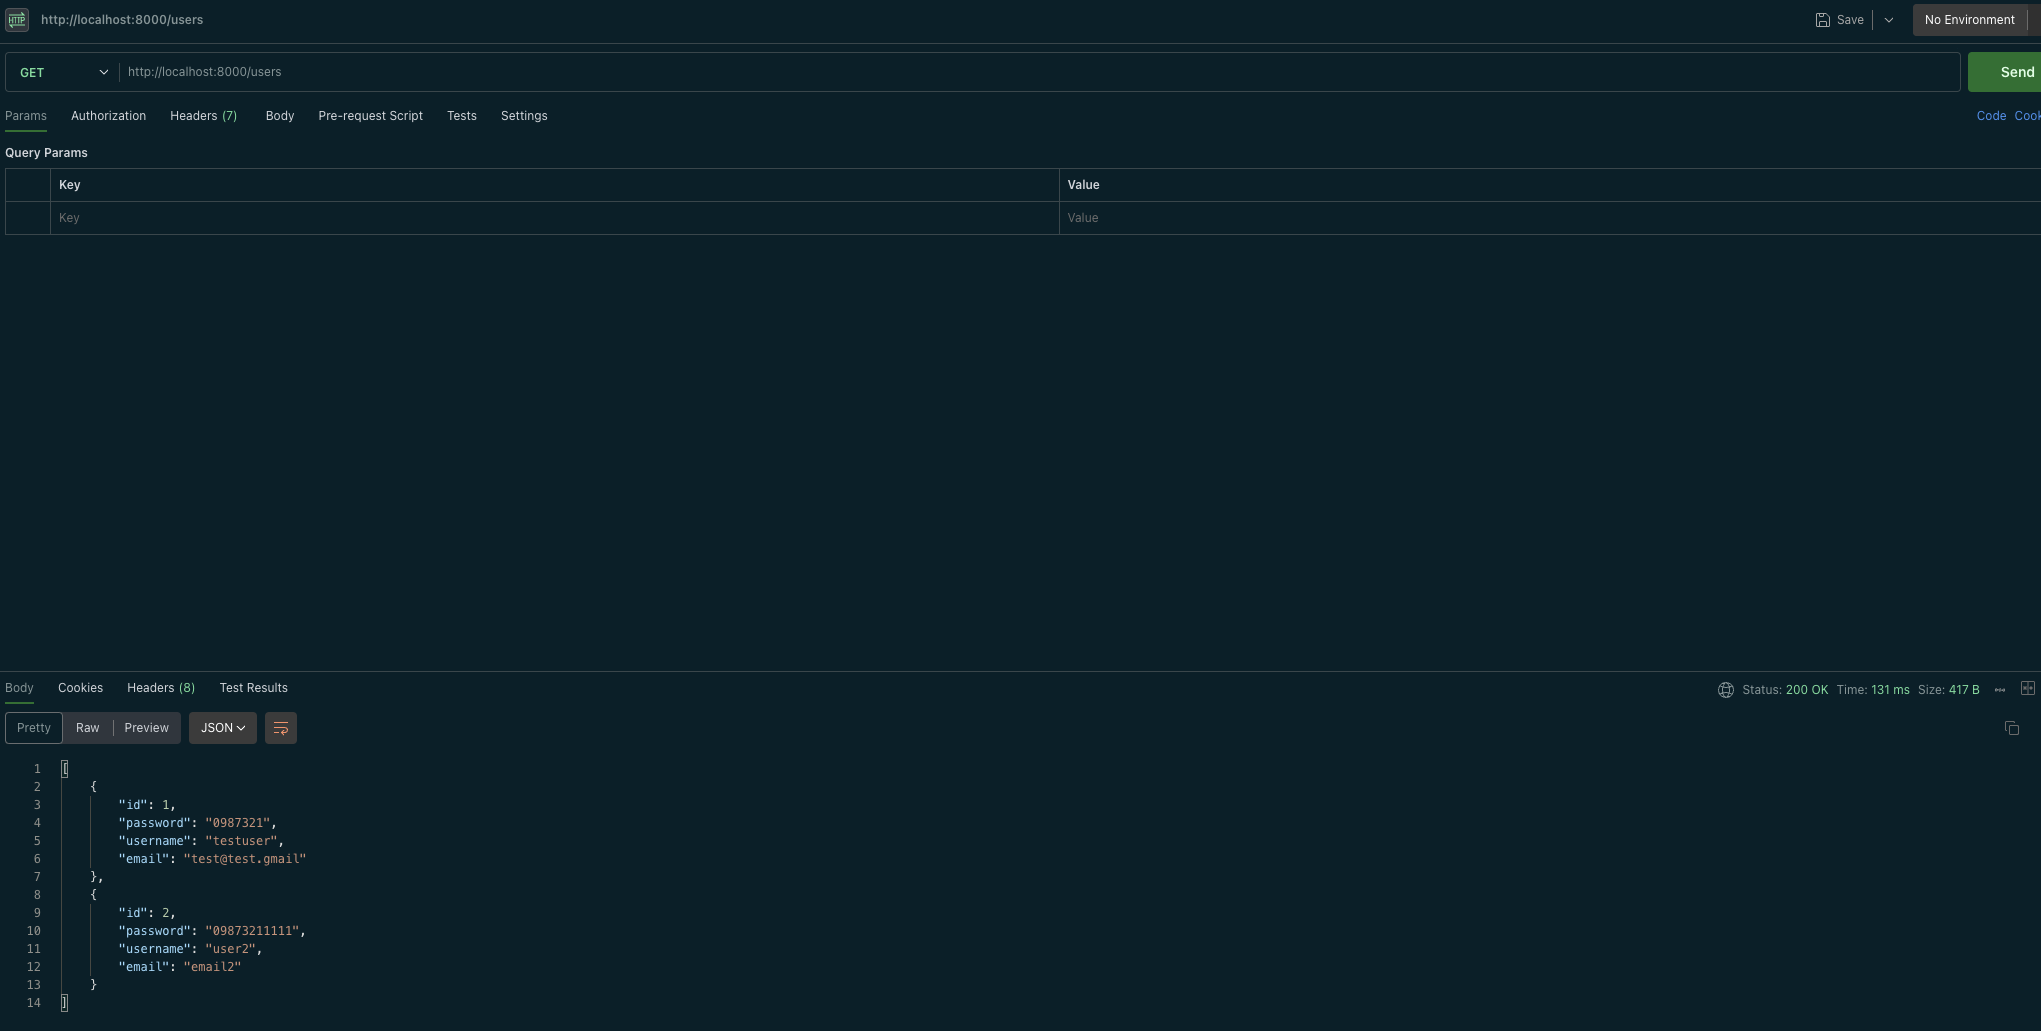 HTTP http://localhost:8000/users Save No Environment
GET http://localhost:8000/users Send
Params Authorization Headers (7) Body Pre-request Script Tests Settings Code Cook
Query Params
Key Value
Key Value
Body Cookies Headers (8) Test Results Status: 200 OK Time: 131 ms Size: 417 B
Pretty Raw Preview JSON
1 [
2 {
3 "id": 1,
4 "password": "0987321",
5 "username": "testuser",
6 "email": "test@test.gmail"
7 },
8 {
9 "id": 2,
10 "password": "09873211111",
11 "username": "user2",
12 "email": "email2"
13 }
14 ]